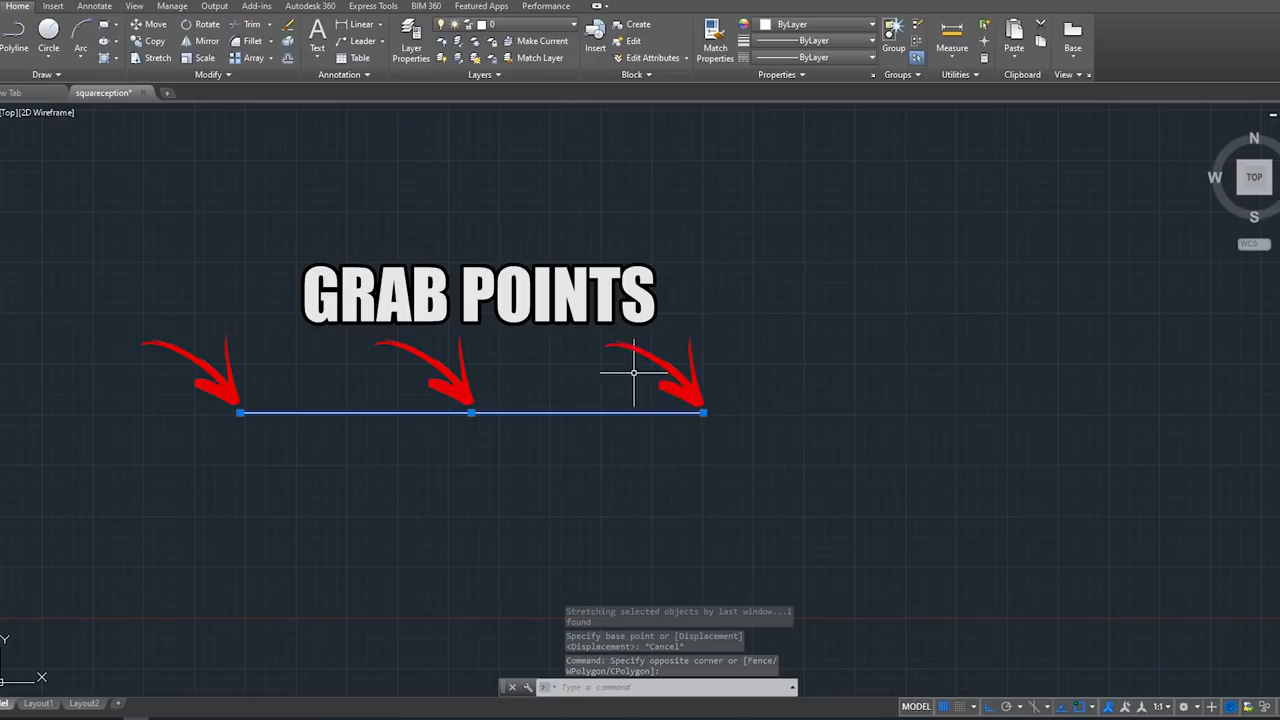 Home Insert Annotate View Manage Output Add-ins Autodesk 360 Express Tools BIM 360 Featured Apps Performance
Move Rotate Trim Linear 0 Create ByLayer
Copy Mirror Fillet Leader Make Current Edit ByLayer
Stretch Scale Array Table Match Layer Edit Attributes ByLayer
Polyline Circle Arc Text Layer Properties Insert Match Properties Group Measure Paste Base
Draw Modify Annotation Layers Block Properties Groups Utilities Clipboard View
w Tab squareception*
[Top][2D Wireframe]
N
W TOP
S
WCS
GRAB POINTS
Stretching selected objects by last window...1
found
Specify base point or [Displacement]
<Displacement>: *Cancel*
Command: Specify opposite corner or [Fence/
WPolygon/CPolygon]:
Type a command
Y
X
del Layout1 Layout2 +
MODEL 1:1